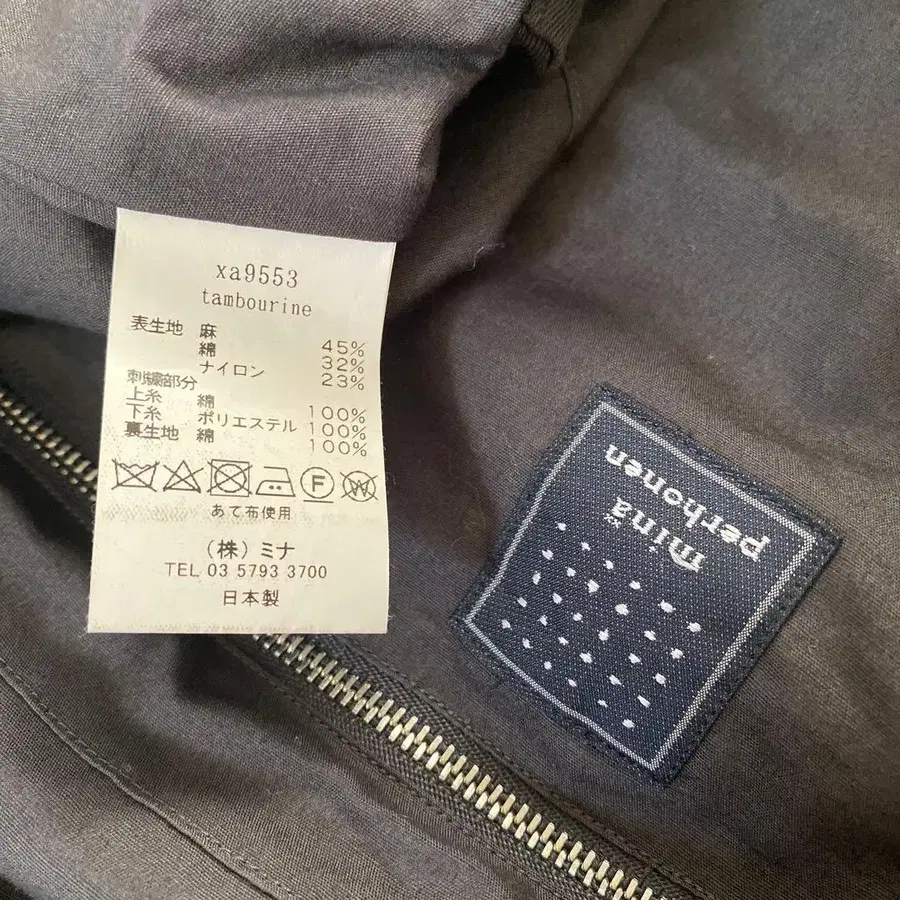 xa9553
tambourine
表生地 麻 45%
綿 32%
ナイロン 23%
刺繍部分
上糸 綿 100%
下糸 ポリエステル 100%
裏生地 綿 100%
F
W
あて布使用
(株) ミナ
TEL 03 5793 3700
日本製
minä
perhonen